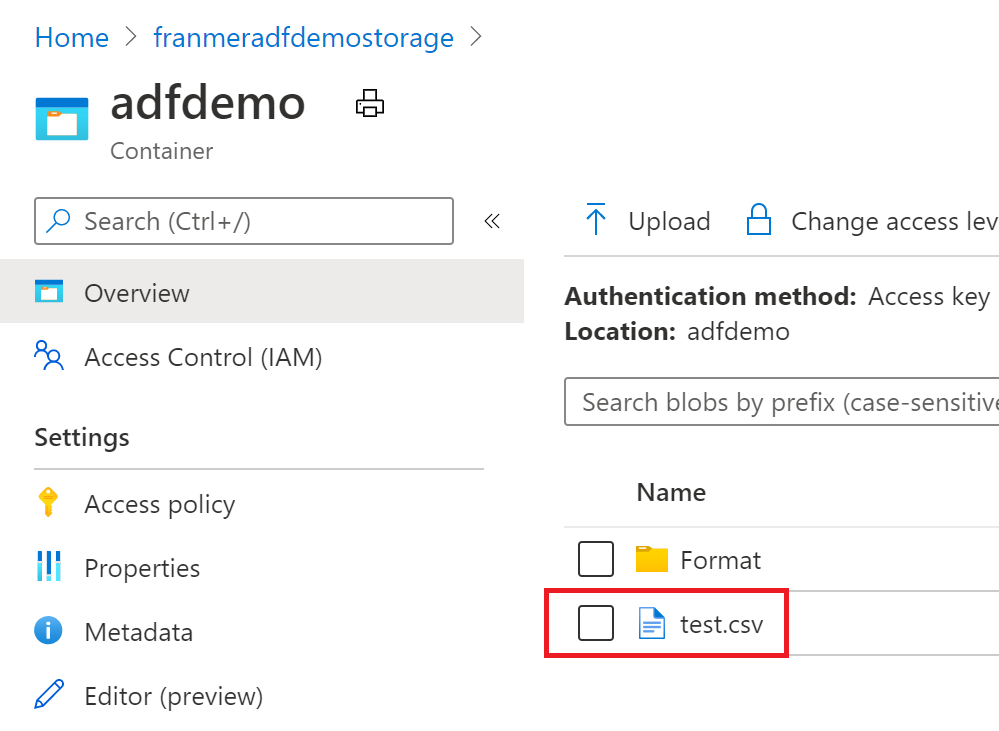 Home > franmeradfdemostorage >
adfdemo
Container
Search (Ctrl+/)
«
Overview
Access Control (IAM)
Settings
Access policy
Properties
Metadata
Editor (preview)
Upload
Change access lev
Authentication method: Access key
Location: adfdemo
Search blobs by prefix (case-sensitive
Name
Format
test.csv